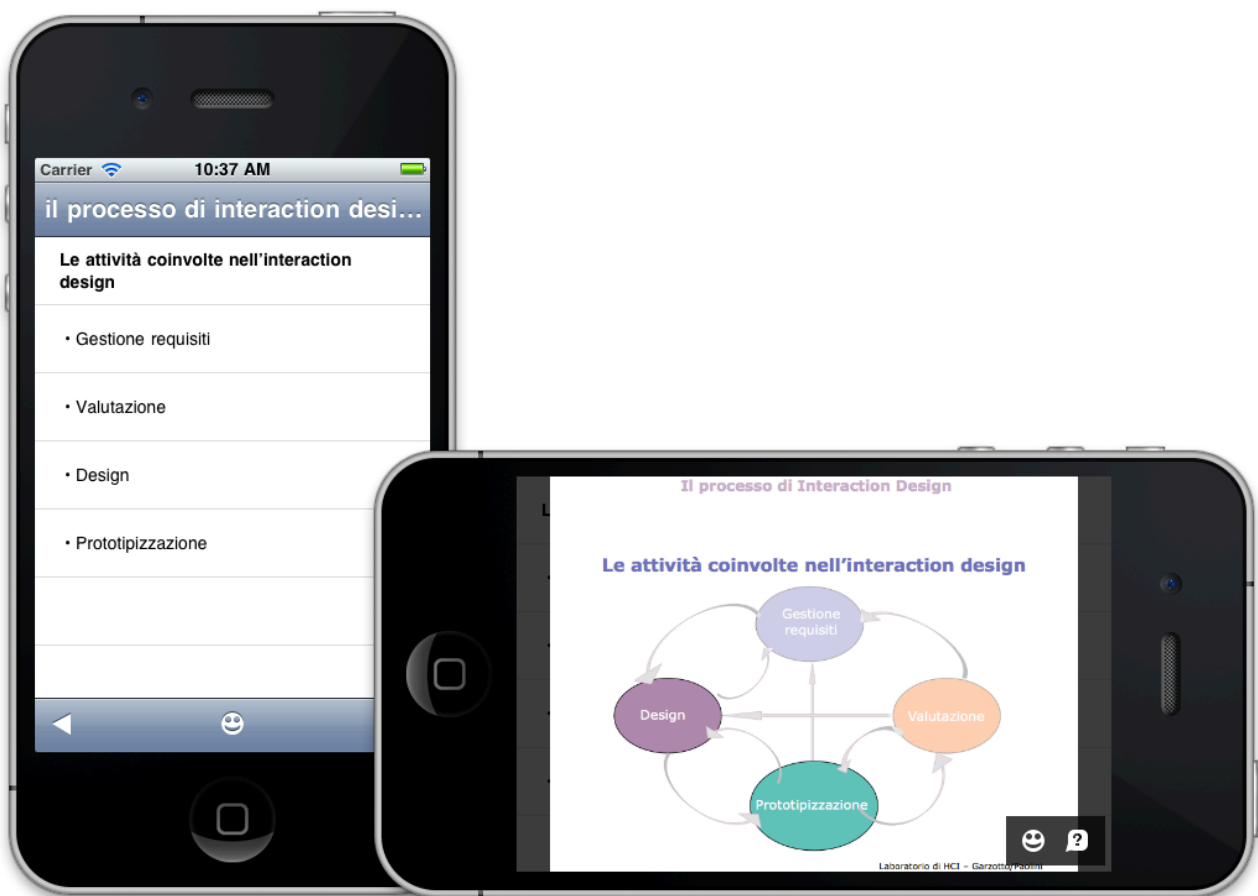 Carrier
10:37 AM
il processo di interaction desi...
Le attività coinvolte nell'interaction
design
• Gestione requisiti
• Valutazione
• Design
• Prototipizzazione
Il processo di Interaction Design
L
Le attività coinvolte nell'interaction design
Gestione
requisiti
Design
Valutazione
Prototipizzazione
?
Laboratorio di HCI – Garzotto/Paolini